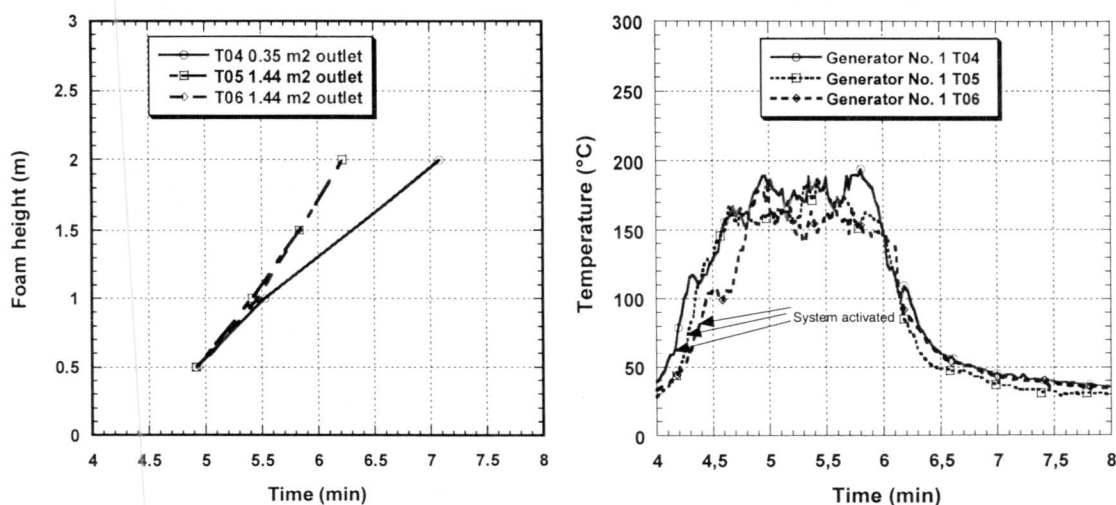 T04 0.35 m2 outlet
T05 1.44 m2 outlet
T06 1.44 m2 outlet
3
2.5
2
1.5
1
0.5
0
Foam height (m)
4
4.5
5
5.5
6
6.5
7
7.5
8
Time (min)
Generator No. 1 T04
Generator No. 1 T05
Generator No. 1 T06
System activated
300
250
200
150
100
50
0
Temperature (°C)
4
4,5
5
5,5
6
6,5
7
7,5
8
Time (min)